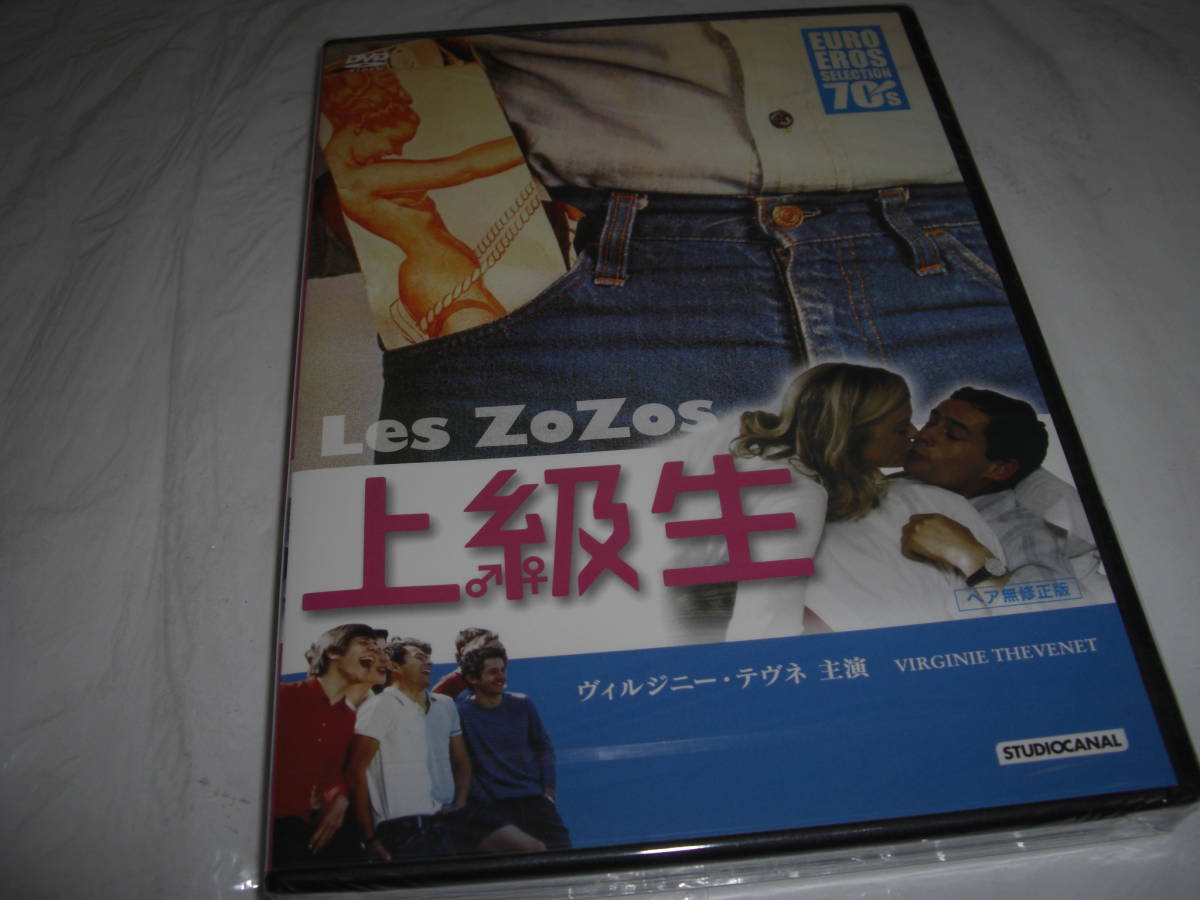 DVD
VIDEO
EURO
EROS
SELECTION
70's
Les ZoZos
上級生
ヘア無修正版
ヴィルジニー・テヴネ 主演 VIRGINIE THEVENET
STUDIOCANAL